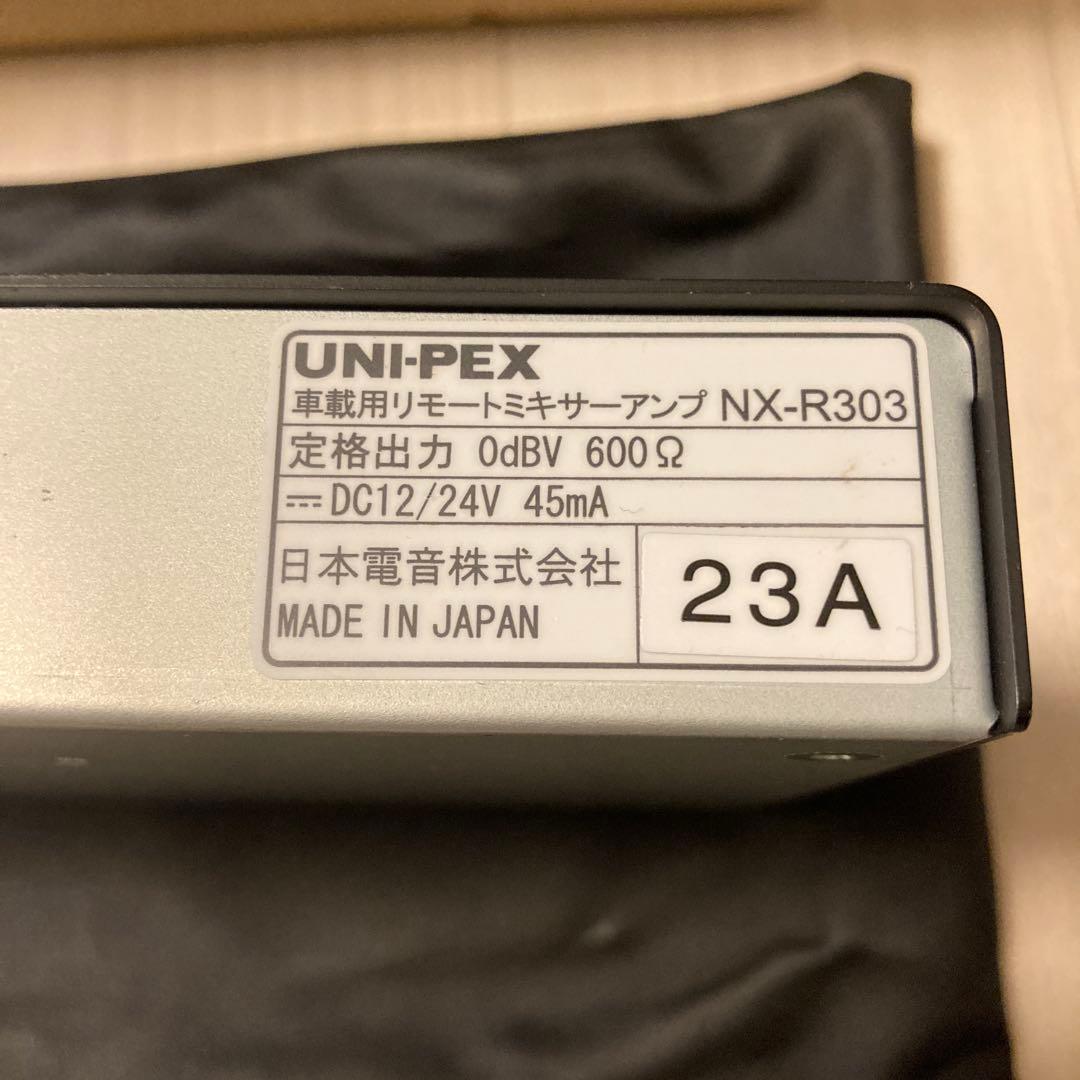 UNI-PEX
車載用リモートミキサーアンプ NX-R303
定格出力 0dBV 600Ω
⎓DC12/24V 45mA
日本電音株式会社
MADE IN JAPAN
23A